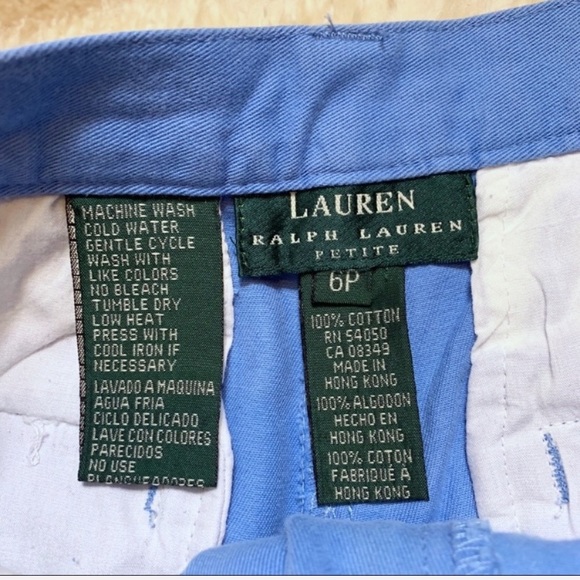 MACHINE WASH
COLD WATER
GENTLE CYCLE
WASH WITH
LIKE COLORS
NO BLEACH
TUMBLE DRY
LOW HEAT
PRESS WITH
COOL IRON IF
NECESSARY
LAVADO A MAQUINA
AGUA FRIA
CICLO DELICADO
LAVE CON COLORES
PARECIDOS
NO USE
BLANQUEADORES
LAUREN
RALPH LAUREN
PETITE
6P
100% COTTON
RN 54050
CA 08349
MADE IN
HONG KONG
100% ALGODON
HECHO EN
HONG KONG
100% COTON
FABRIQUÉ À
HONG KONG